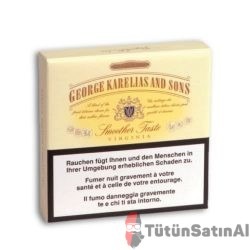 GEORGE KARELIAS AND SONS
Smoother Taste
VIRGINIA
Rauchen fügt Ihnen und den Menschen in
Ihrer Umgebung erheblichen Schaden zu.
Fumer nuit gravement à votre
santé et à celle de votre entourage.
Il fumo danneggia gravemente
te e chi ti sta intorno.
TütünSatınAl